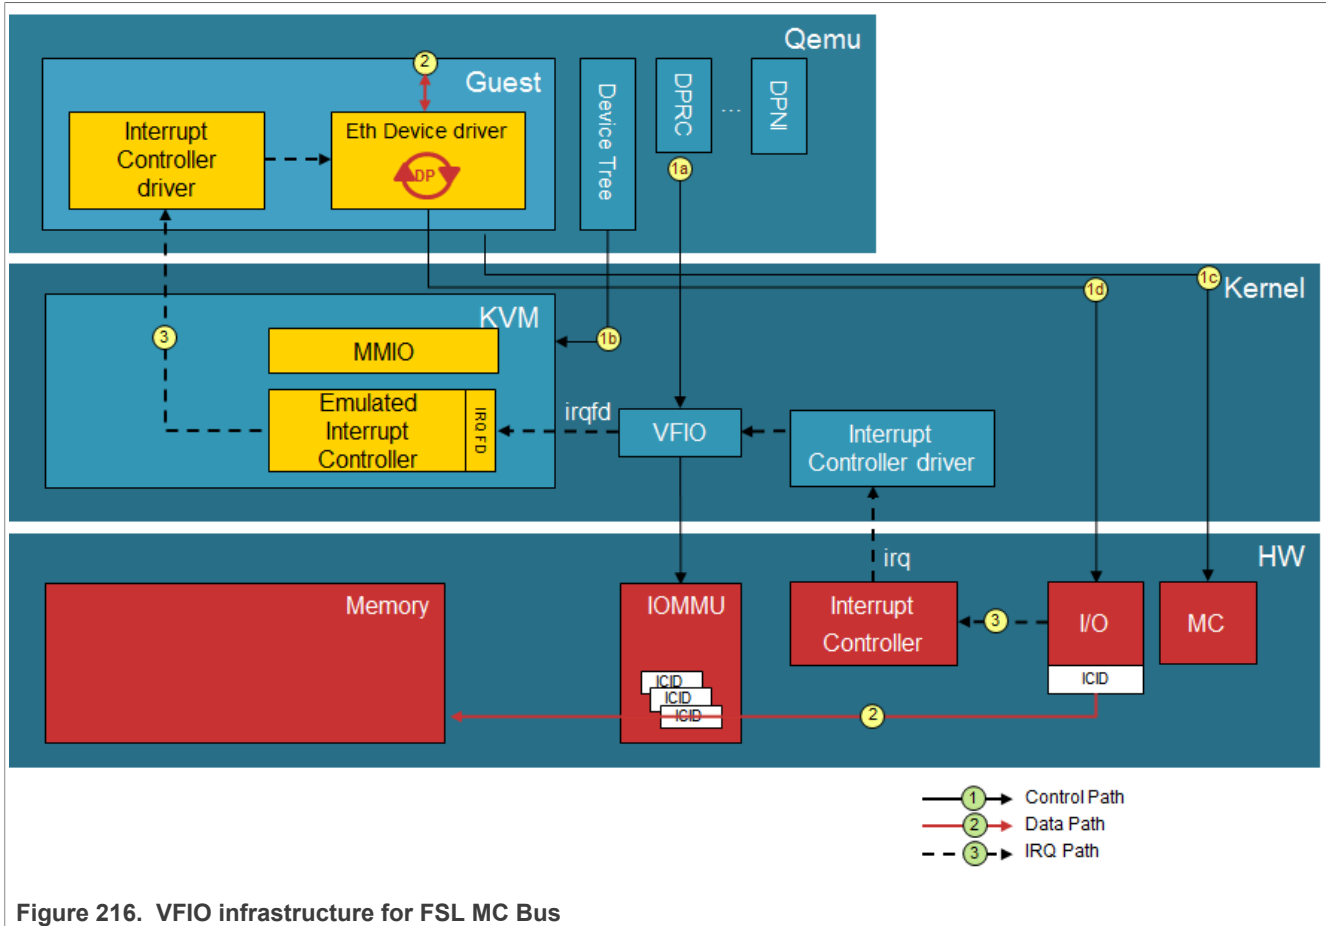 Qemu
Guest
2
Interrupt
Controller
driver
Eth Device driver
DP
Device Tree
DPRC
...
DPNI
1a
1c
Kernel
1d
KVM
1b
3
MMIO
Emulated
Interrupt
Controller
IRQ FD
irqfd
VFIO
Interrupt
Controller driver
HW
irq
Memory
IOMMU
Interrupt
Controller
3
I/O
MC
ICID
ICID
ICID
ICID
2
1 Control Path
2 Data Path
3 IRQ Path
Figure 216. VFIO infrastructure for FSL MC Bus